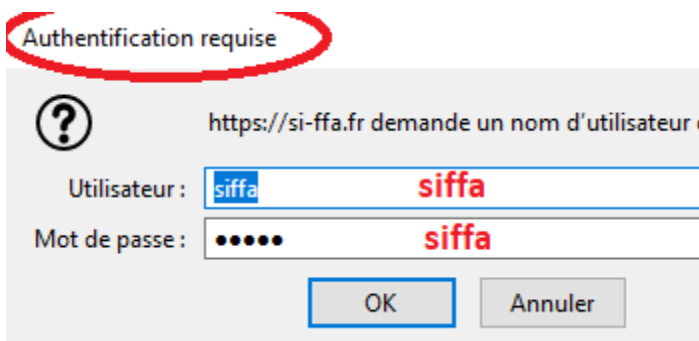 Authentification requise
https://si-ffa.fr demande un nom d'utilisateur
Utilisateur : siffa siffa
Mot de passe : ••••• siffa
OK Annuler